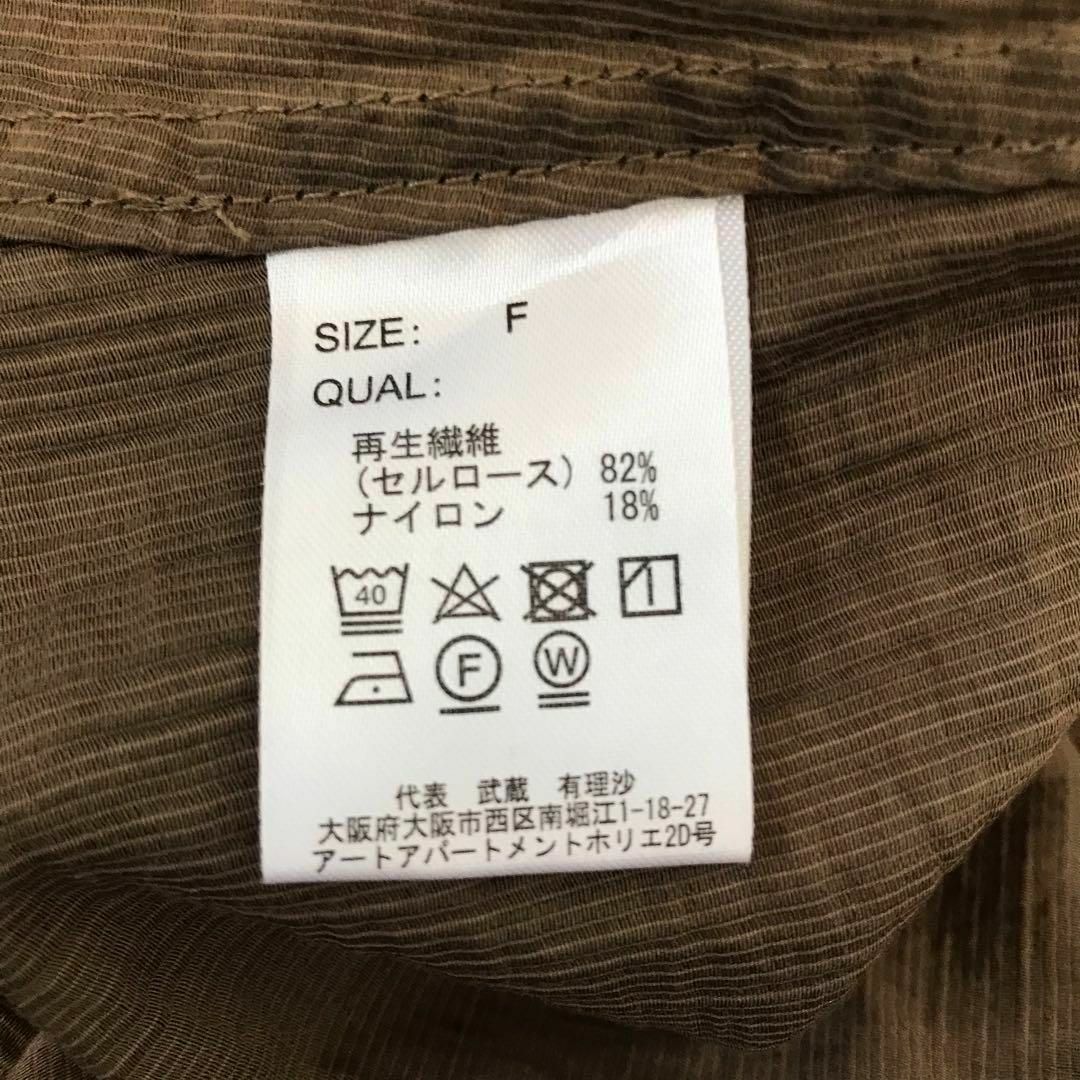 SIZE: F
QUAL:
再生繊維
(セルロース) 82%
ナイロン 18%
40
F W
代表 武蔵 有理沙
大阪府大阪市西区南堀江1-18-27
アートアパートメントホリエ2D号